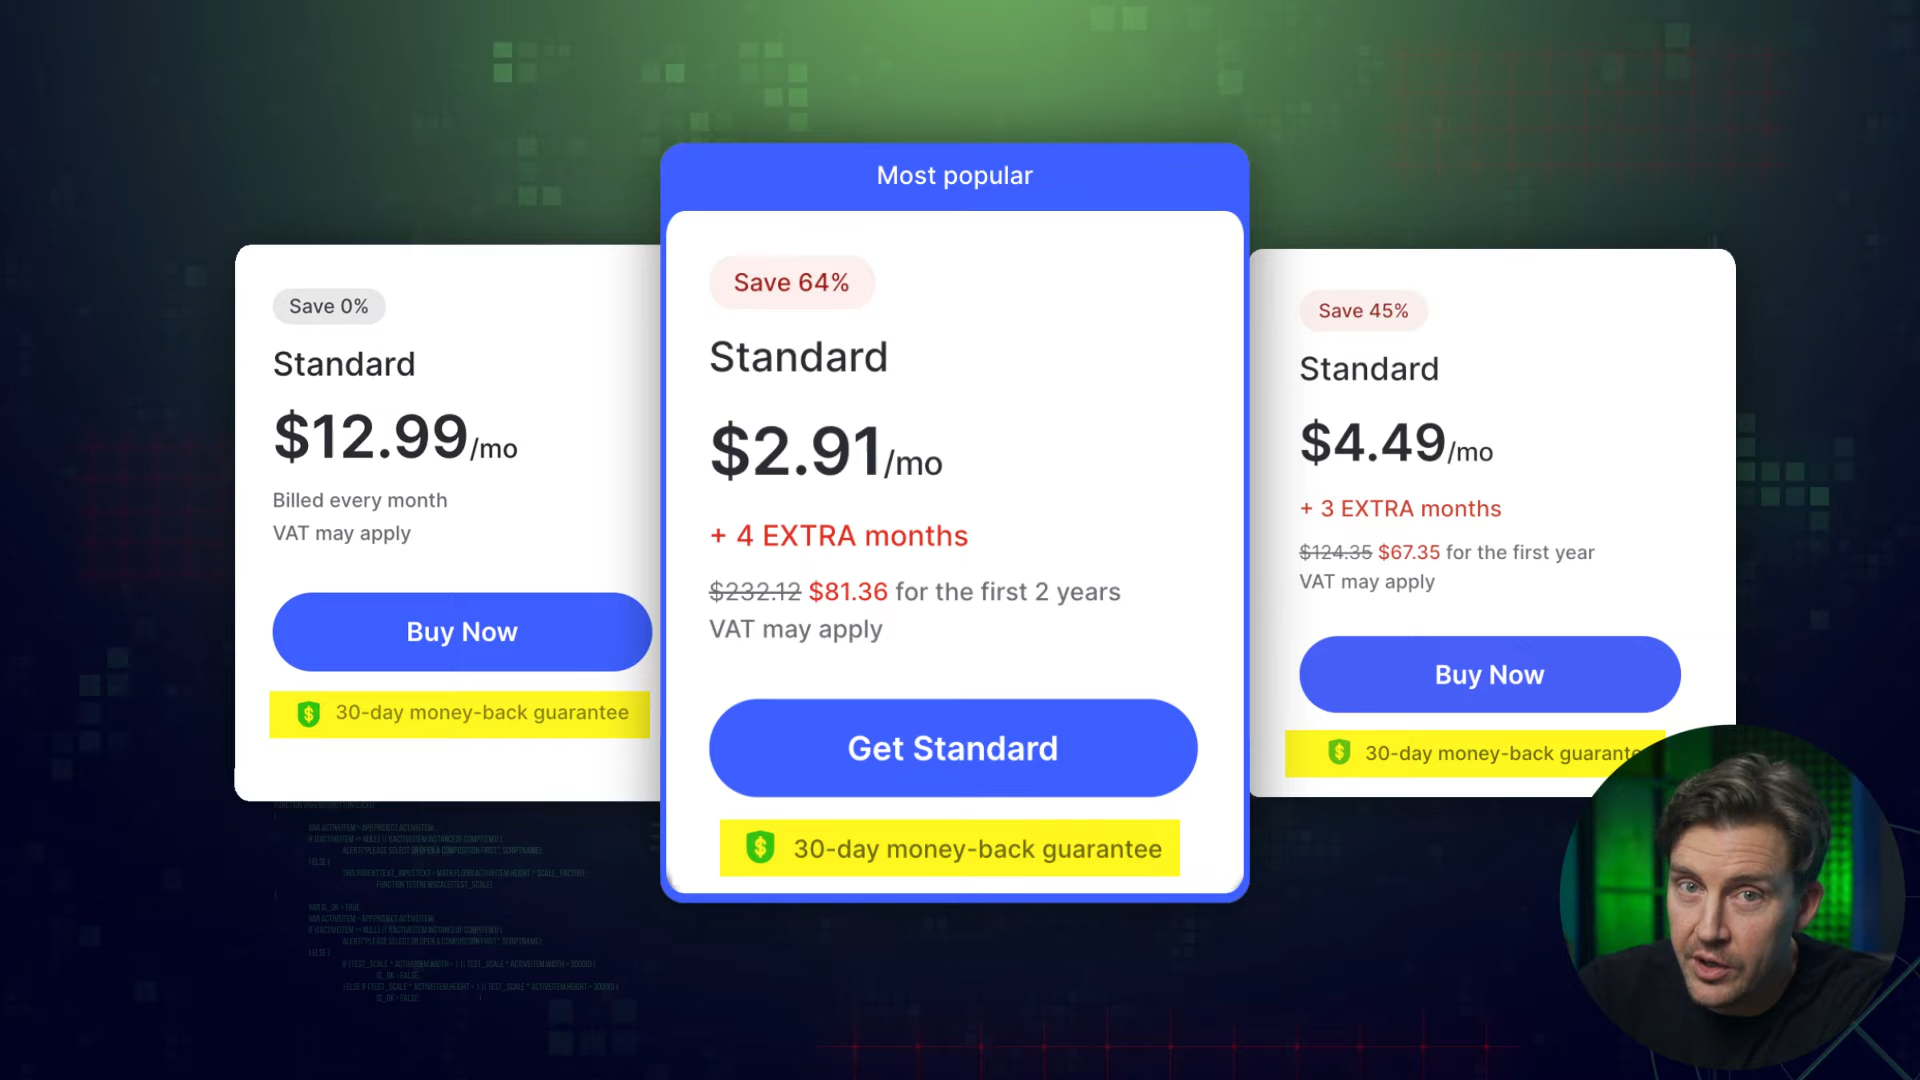 Save 0%
Standard
$12.99/mo
Billed every month
VAT may apply
Buy Now
30-day money-back guarantee
Most popular
Save 64%
Standard
$2.91/mo
+ 4 EXTRA months
$232.12 $81.36 for the first 2 years
VAT may apply
Get Standard
30-day money-back guarantee
Save 45%
Standard
$4.49/mo
+ 3 EXTRA months
$124.35 $67.35 for the first year
VAT may apply
Buy Now
30-day money-back